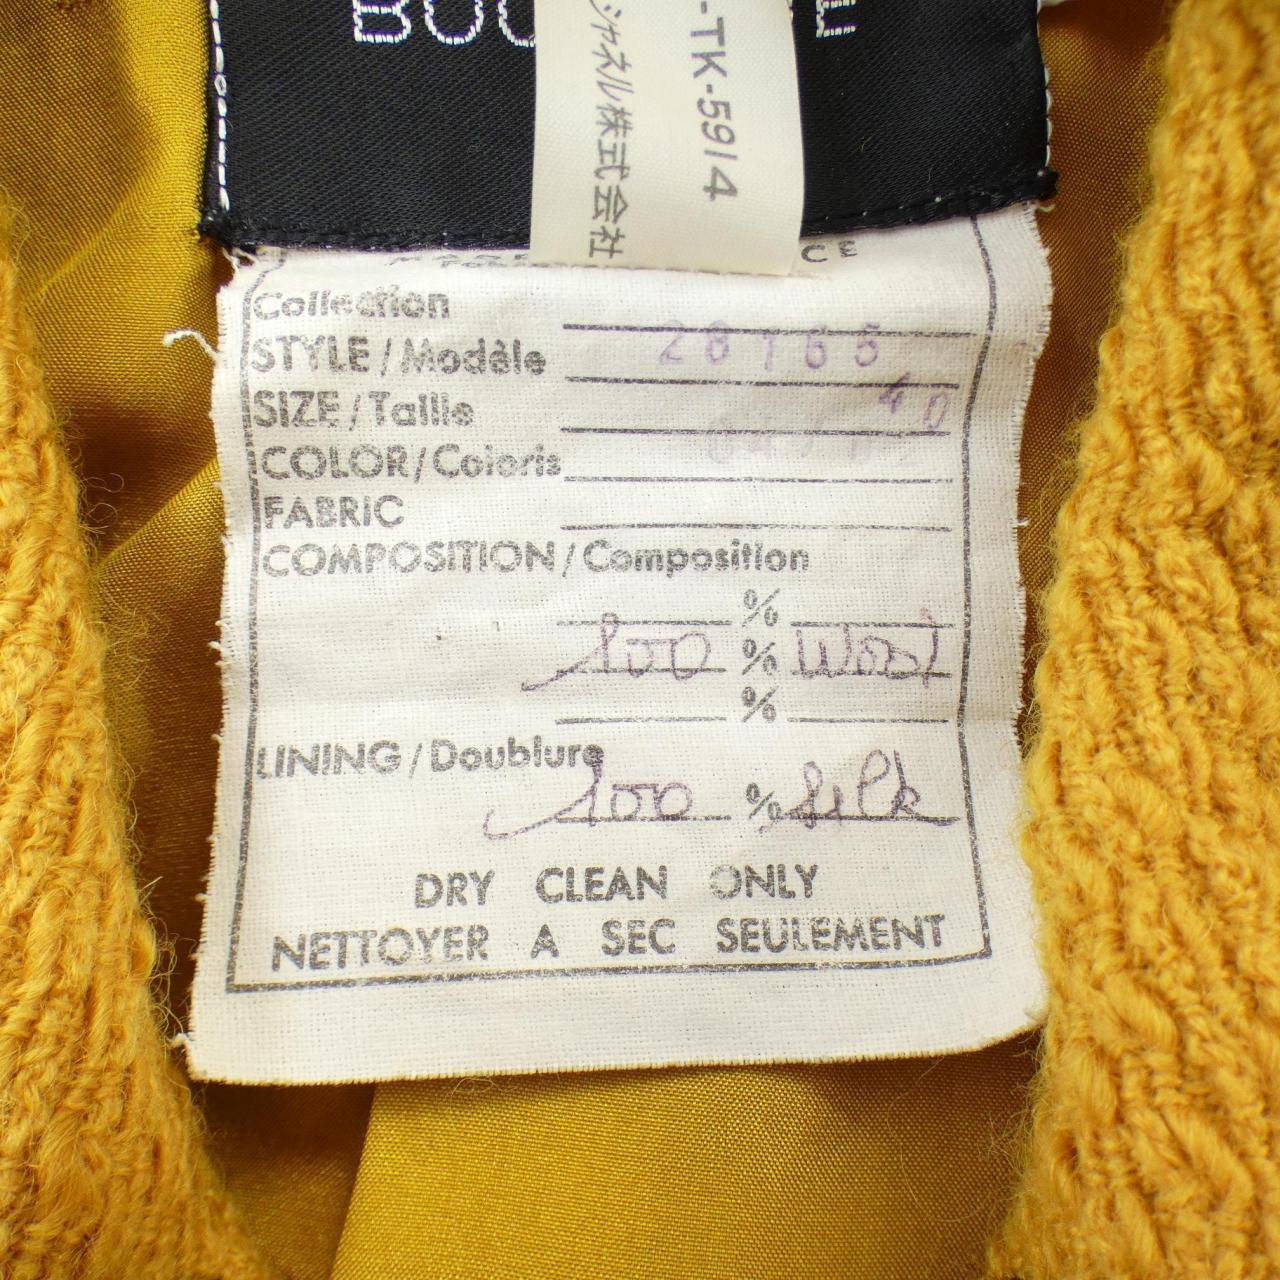 -TK-5914
シャネル株式会社
Collection
STYLE/Modèle 28165
SIZE/Taille 40
COLOR/Coloris
FABRIC
COMPOSITION/Composition
%
100 % Wool
%
LINING/Doublure
100 % Silk
DRY CLEAN ONLY
NETTOYER A SEC SEULEMENT